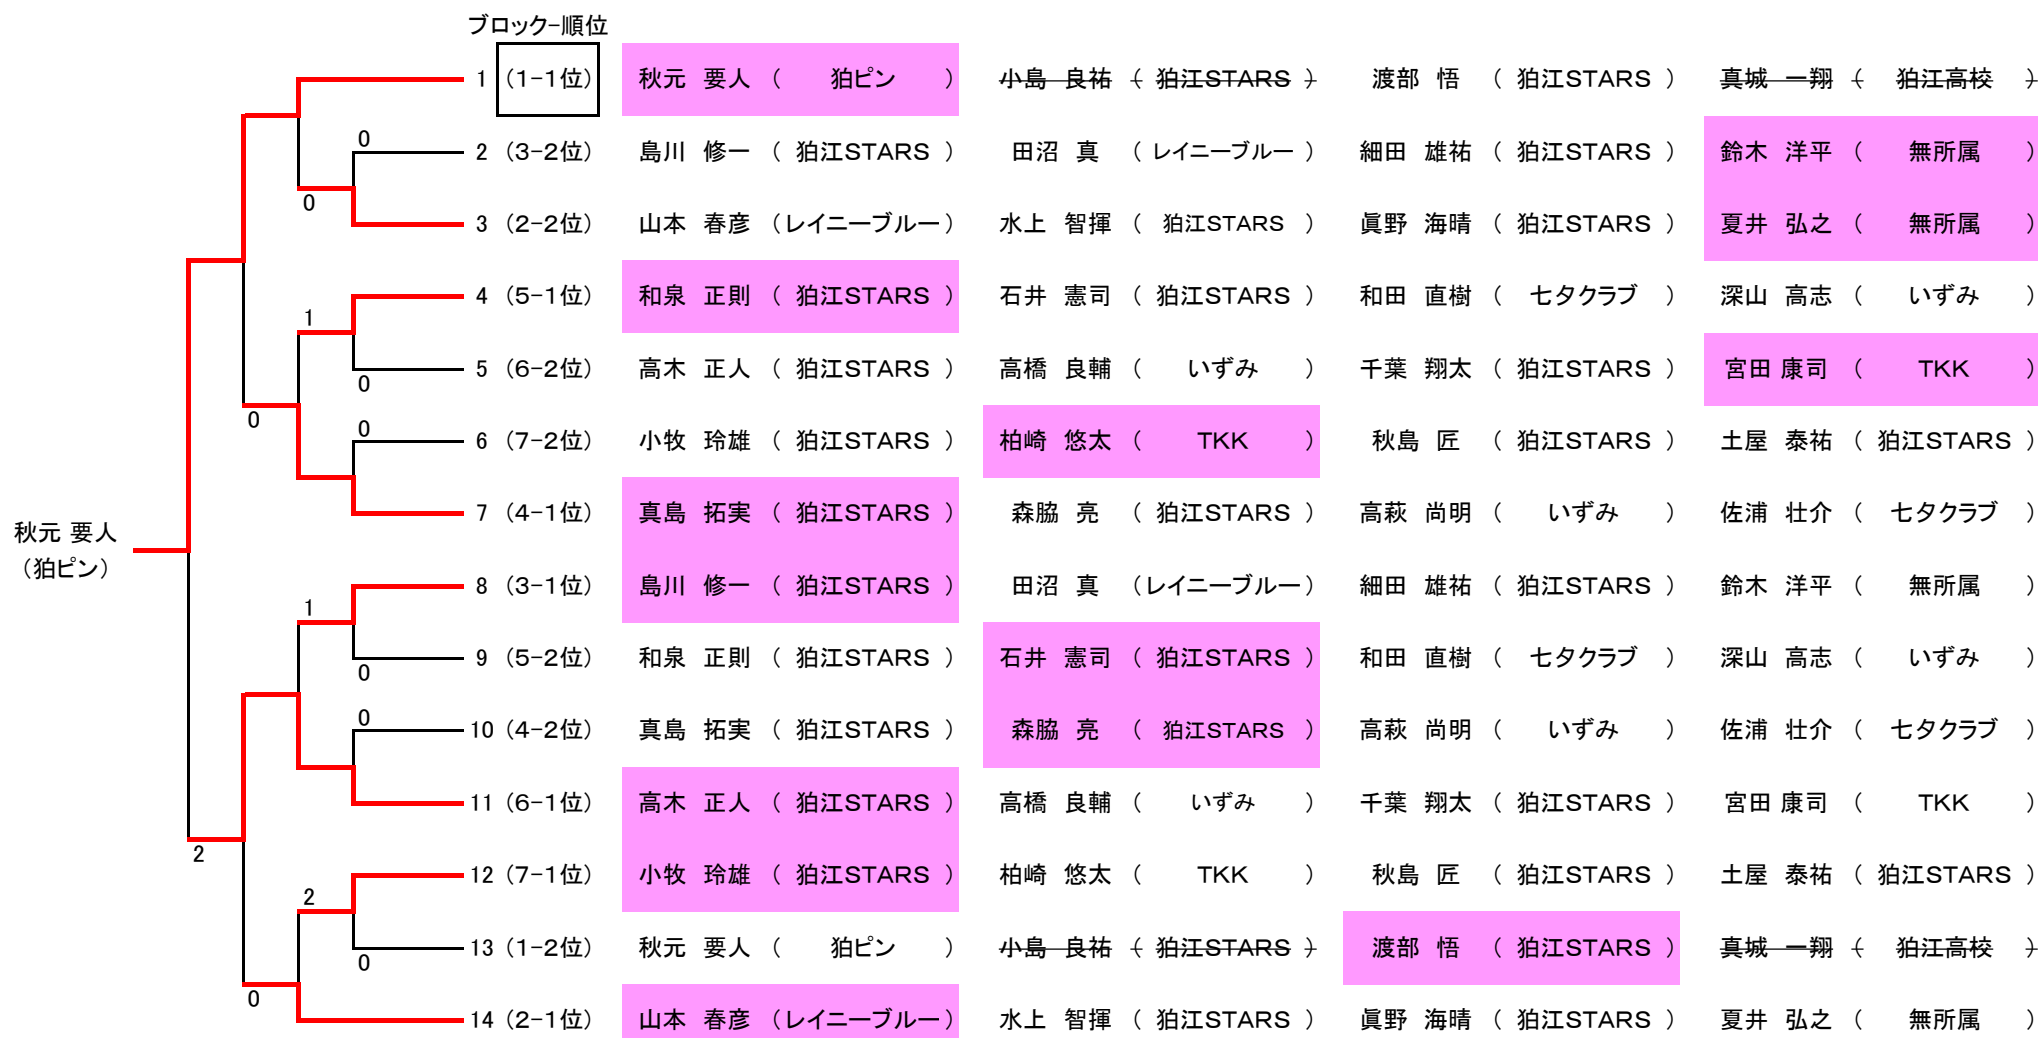 ブロック-順位
1 (1-1位) 秋元 要人 ( 狛ピン ) 小島 良祐 ( 狛江STARS ) 渡部 悟 ( 狛江STARS ) 真城 一翔 ( 狛江高校 )
0
2 (3-2位) 島川 修一 ( 狛江STARS ) 田沼 真 ( レイニーブルー ) 細田 雄祐 ( 狛江STARS ) 鈴木 洋平 ( 無所属 )
0
3 (2-2位) 山本 春彦 (レイニーブルー) 水上 智揮 ( 狛江STARS ) 眞野 海晴 ( 狛江STARS ) 夏井 弘之 ( 無所属 )
4 (5-1位) 和泉 正則 ( 狛江STARS ) 石井 憲司 ( 狛江STARS ) 和田 直樹 ( 七夕クラブ ) 深山 高志 ( いずみ )
1
5 (6-2位) 高木 正人 ( 狛江STARS ) 高橋 良輔 ( いずみ ) 千葉 翔太 ( 狛江STARS ) 宮田 康司 ( TKK )
0
0
0
6 (7-2位) 小牧 玲雄 ( 狛江STARS ) 柏崎 悠太 ( TKK ) 秋島 匠 ( 狛江STARS ) 土屋 泰祐 ( 狛江STARS )
7 (4-1位) 真島 拓実 ( 狛江STARS ) 森脇 亮 ( 狛江STARS ) 高萩 尚明 ( いずみ ) 佐浦 壮介 ( 七夕クラブ )
秋元 要人
(狛ピン)
8 (3-1位) 島川 修一 ( 狛江STARS ) 田沼 真 (レイニーブルー) 細田 雄祐 ( 狛江STARS ) 鈴木 洋平 ( 無所属 )
1
9 (5-2位) 和泉 正則 ( 狛江STARS ) 石井 憲司 ( 狛江STARS ) 和田 直樹 ( 七夕クラブ ) 深山 高志 ( いずみ )
0
0
10 (4-2位) 真島 拓実 ( 狛江STARS ) 森脇 亮 ( 狛江STARS ) 高萩 尚明 ( いずみ ) 佐浦 壮介 ( 七夕クラブ )
11 (6-1位) 高木 正人 ( 狛江STARS ) 高橋 良輔 ( いずみ ) 千葉 翔太 ( 狛江STARS ) 宮田 康司 ( TKK )
2
12 (7-1位) 小牧 玲雄 ( 狛江STARS ) 柏崎 悠太 ( TKK ) 秋島 匠 ( 狛江STARS ) 土屋 泰祐 ( 狛江STARS )
2
13 (1-2位) 秋元 要人 ( 狛ピン ) 小島 良祐 ( 狛江STARS ) 渡部 悟 ( 狛江STARS ) 真城 一翔 ( 狛江高校 )
0
0
14 (2-1位) 山本 春彦 (レイニーブルー) 水上 智揮 ( 狛江STARS ) 眞野 海晴 ( 狛江STARS ) 夏井 弘之 ( 無所属 )